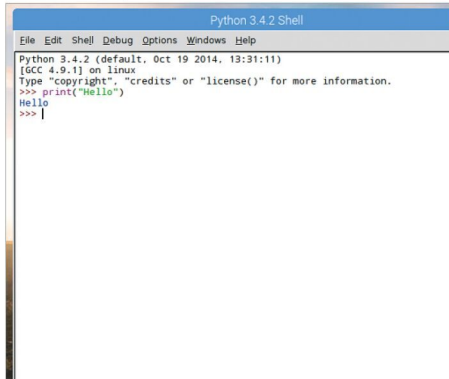 Python 3.4.2 Shell
File Edit Shell Debug Options Windows Help
Python 3.4.2 (default, Oct 19 2014, 13:31:11)
[GCC 4.9.1] on linux
Type "copyright", "credits" or "license()" for more information.
>>> print("Hello")
Hello
>>>